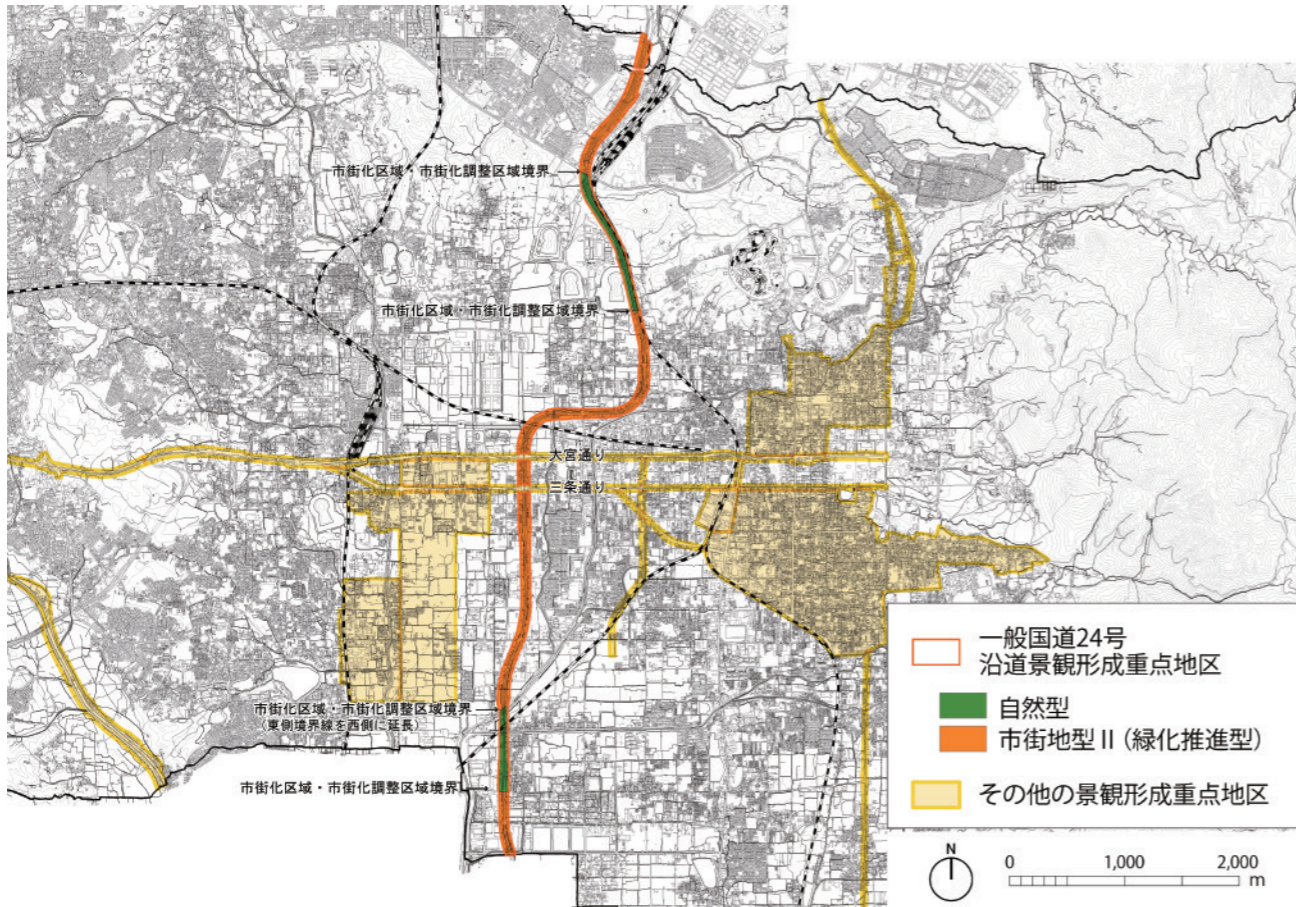 市街化区域・市街化調整区域境界
市街化区域・市街化調整区域境界
大宮通り
三条通り
市街化区域・市街化調整区域境界
(東側境界線を西側に延長)
市街化区域・市街化調整区域境界
一般国道24号
沿道景観形成重点地区
自然型
市街地型Ⅱ(緑化推進型)
その他の景観形成重点地区
N
0 1,000 2,000
m